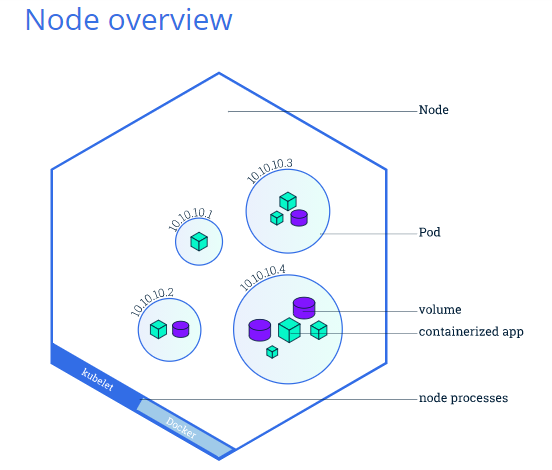 Node overview
Node
10.10.10.3
10.10.10.1
Pod
10.10.10.4
10.10.10.2
volume
containerized app
kubelet
node processes
Docker